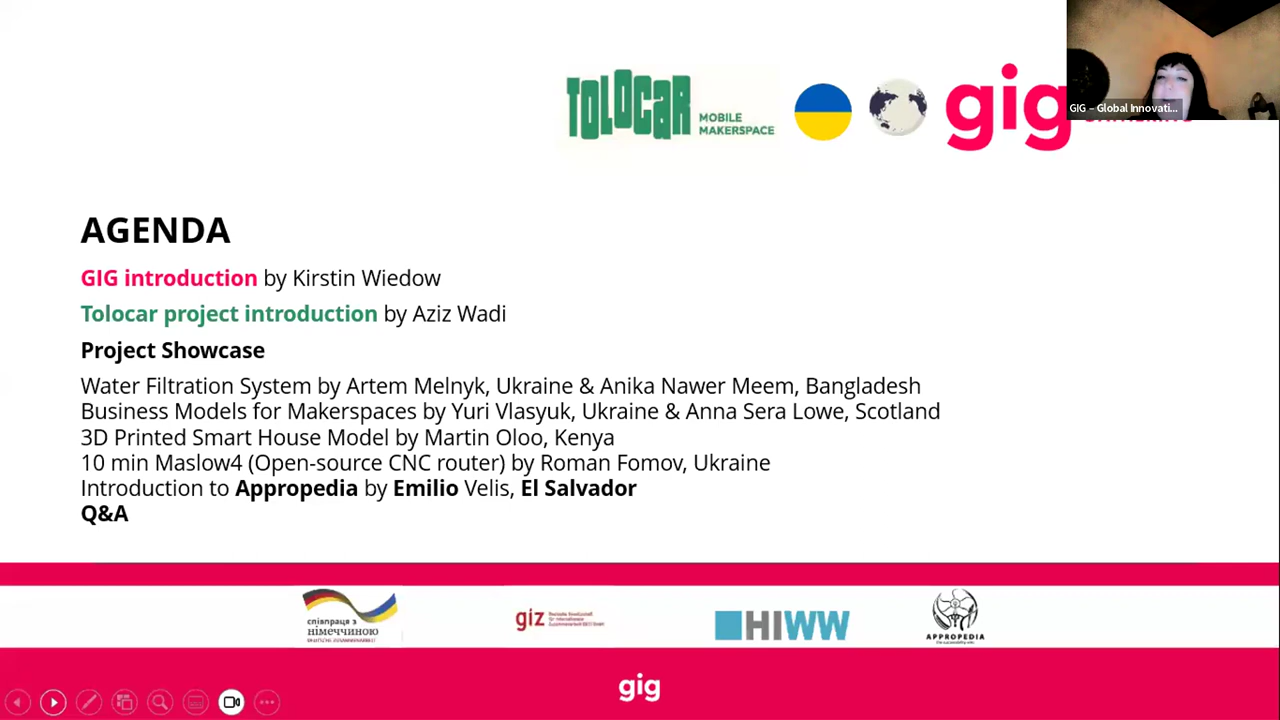 TOLOCAR
MOBILE
MAKERSPACE
gig
GIG – Global Innovati...
AGENDA
GIG introduction by Kirstin Wiedow
Tolocar project introduction by Aziz Wadi
Project Showcase
Water Filtration System by Artem Melnyk, Ukraine & Anika Nawer Meem, Bangladesh
Business Models for Makerspaces by Yuri Vlasyuk, Ukraine & Anna Sera Lowe, Scotland
3D Printed Smart House Model by Martin Oloo, Kenya
10 min Maslow4 (Open-source CNC router) by Roman Fomov, Ukraine
Introduction to Appropedia by Emilio Velis, El Salvador
Q&A
співпраця з
німеччиною
DEUTSCHE ZUSAMMENARBEIT
giz Deutsche Gesellschaft
für Internationale
Zusammenarbeit (GIZ) GmbH
HIWW
APPROPEDIA
gig